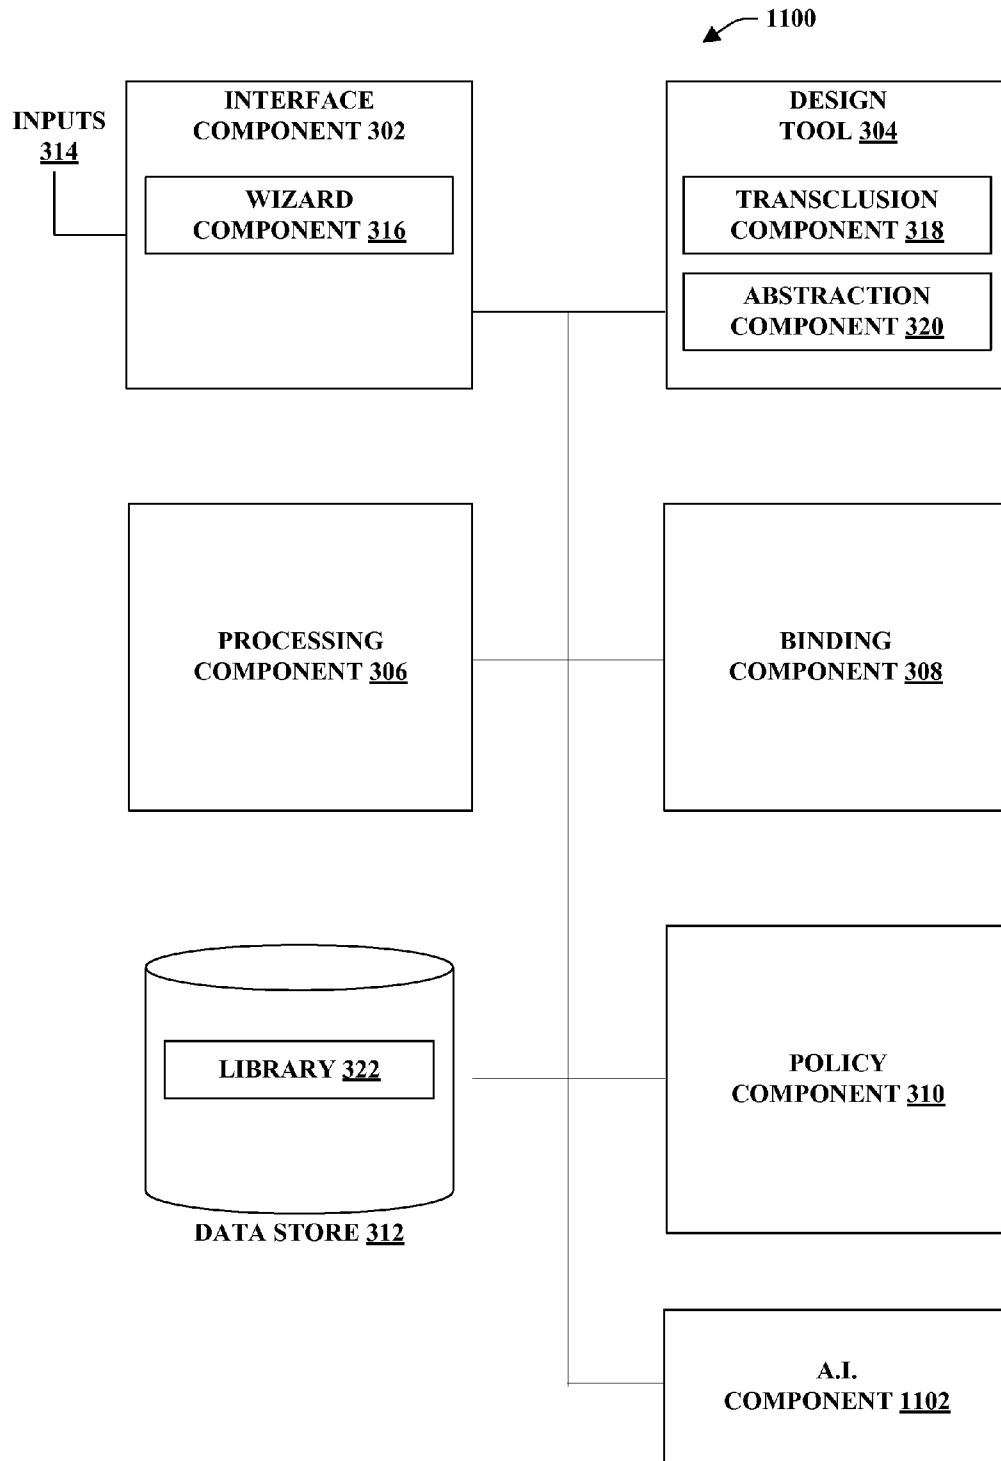 1100
INPUTS
314
INTERFACE
COMPONENT 302
WIZARD
COMPONENT 316
DESIGN
TOOL 304
TRANSCLUSION
COMPONENT 318
ABSTRACTION
COMPONENT 320
PROCESSING
COMPONENT 306
BINDING
COMPONENT 308
LIBRARY 322
DATA STORE 312
POLICY
COMPONENT 310
A.I.
COMPONENT 1102